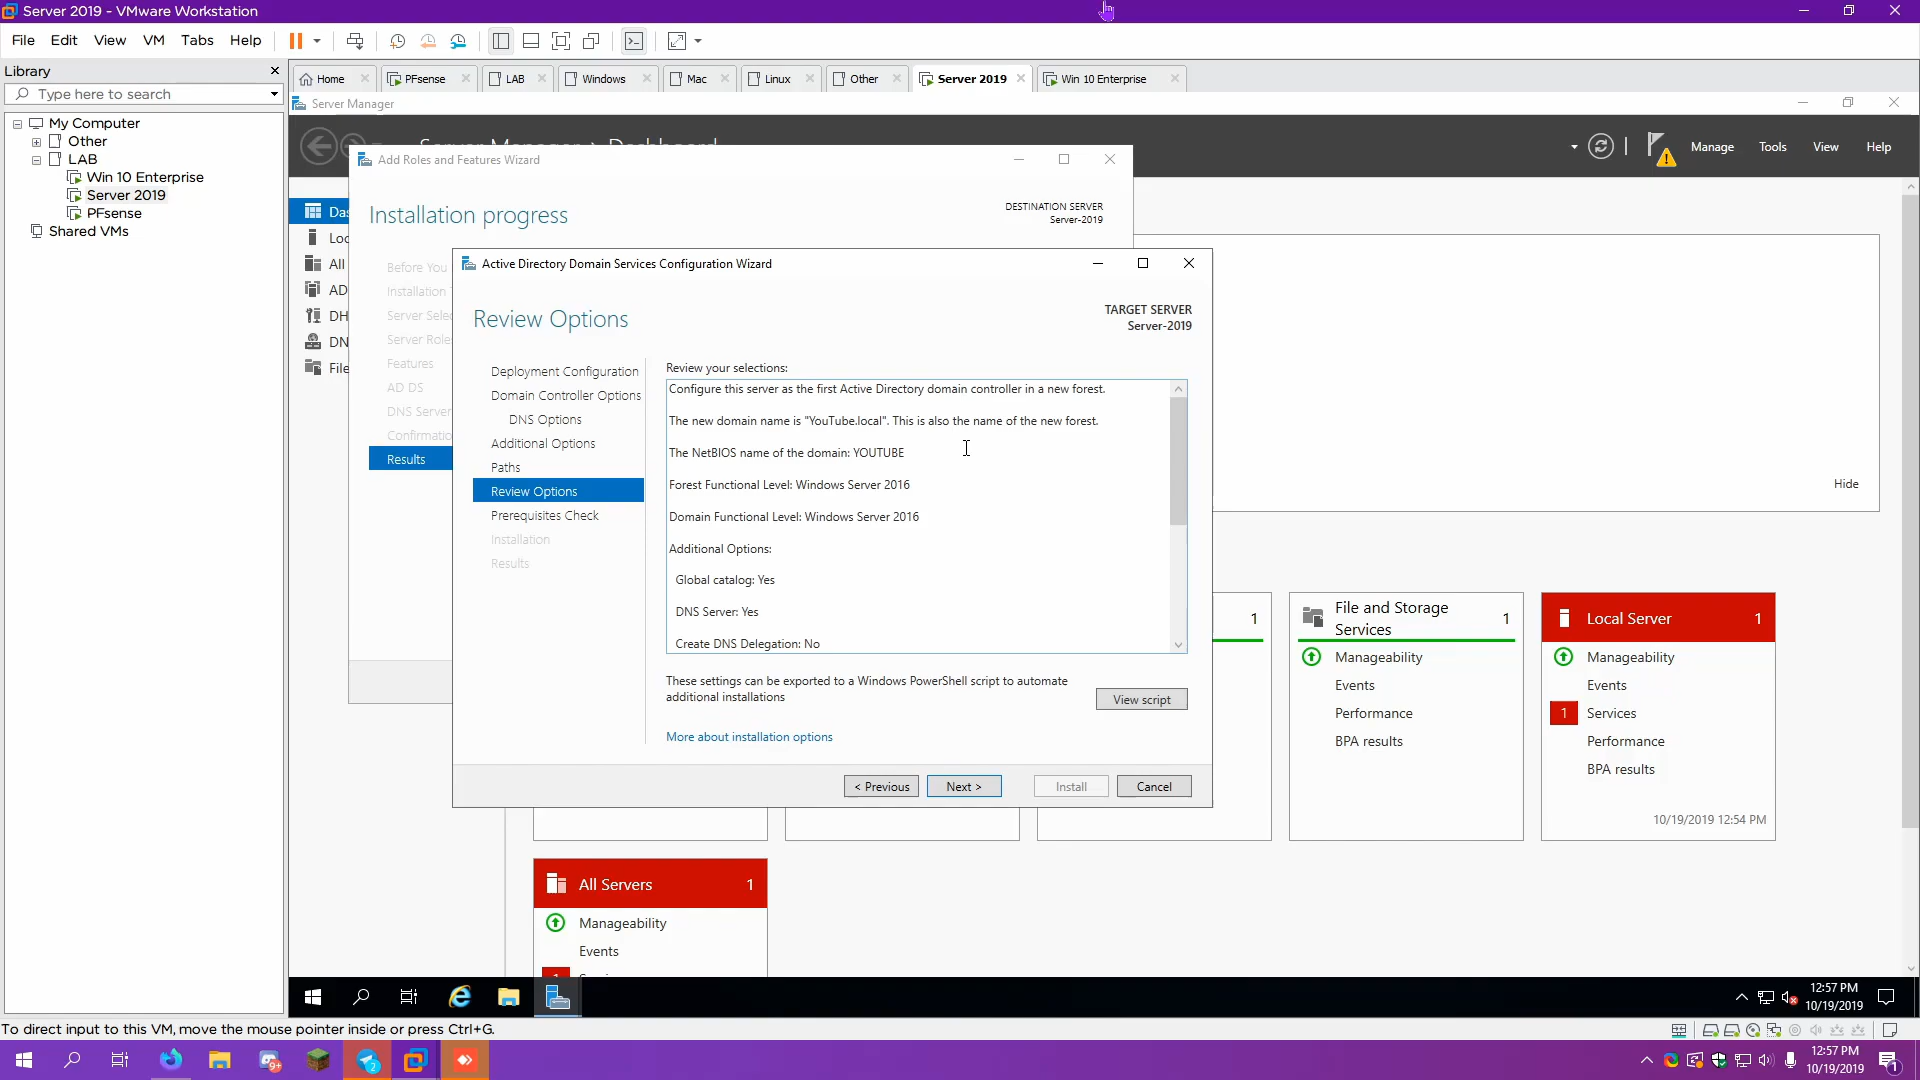 Server 2019 - VMware Workstation
File Edit View VM Tabs Help
Library
Type here to search
My Computer
Other
LAB
Win 10 Enterprise
Server 2019
PFsense
Shared VMs
Home PFsense LAB Windows Mac Linux Other Server 2019 Win 10 Enterprise
Server Manager
Manage Tools View Help
Add Roles and Features Wizard
Installation progress
DESTINATION SERVER
Server-2019
Before You
Installation
Server Sele
Server Role
Features
AD DS
DNS Server
Confirmatio
Results
Das
Loc
All
AD
DH
DN
File
Active Directory Domain Services Configuration Wizard
Review Options
TARGET SERVER
Server-2019
Deployment Configuration
Domain Controller Options
DNS Options
Additional Options
Paths
Review Options
Prerequisites Check
Installation
Results
Review your selections:
Configure this server as the first Active Directory domain controller in a new forest.
The new domain name is "YouTube.local". This is also the name of the new forest.
The NetBIOS name of the domain: YOUTUBE
Forest Functional Level: Windows Server 2016
Domain Functional Level: Windows Server 2016
Additional Options:
Global catalog: Yes
DNS Server: Yes
Create DNS Delegation: No
These settings can be exported to a Windows PowerShell script to automate
additional installations
View script
More about installation options
< Previous Next > Install Cancel
Hide
1
File and Storage
Services
1
Manageability
Events
Performance
BPA results
Local Server 1
Manageability
Events
1 Services
Performance
BPA results
10/19/2019 12:54 PM
All Servers 1
Manageability
Events
12:57 PM
10/19/2019
To direct input to this VM, move the mouse pointer inside or press Ctrl+G.
9+
2
12:57 PM
10/19/2019
1